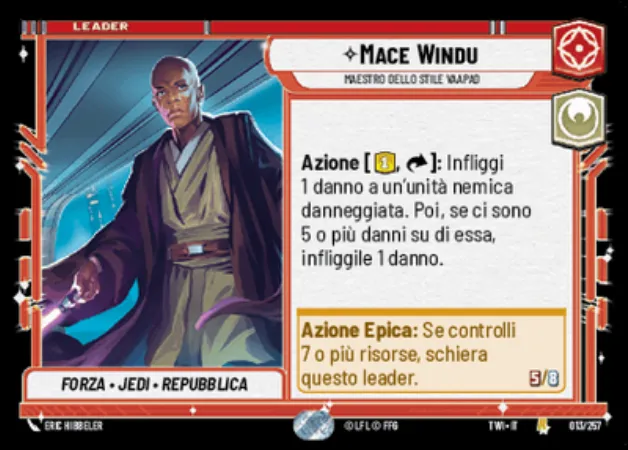 LEADER
MACE WINDU
MAESTRO DELLO STILE VAAPAD
Azione [1, ]: Infliggi
1 danno a un'unità nemica
danneggiata. Poi, se ci sono
5 o più danni su di essa,
infliggile 1 danno.
Azione Epica: Se controlli
7 o più risorse, schiera
questo leader.
5/8
FORZA • JEDI • REPUBBLICA
ERIC HIBBELER
© LFL © FFG
TWI • IT
013/257